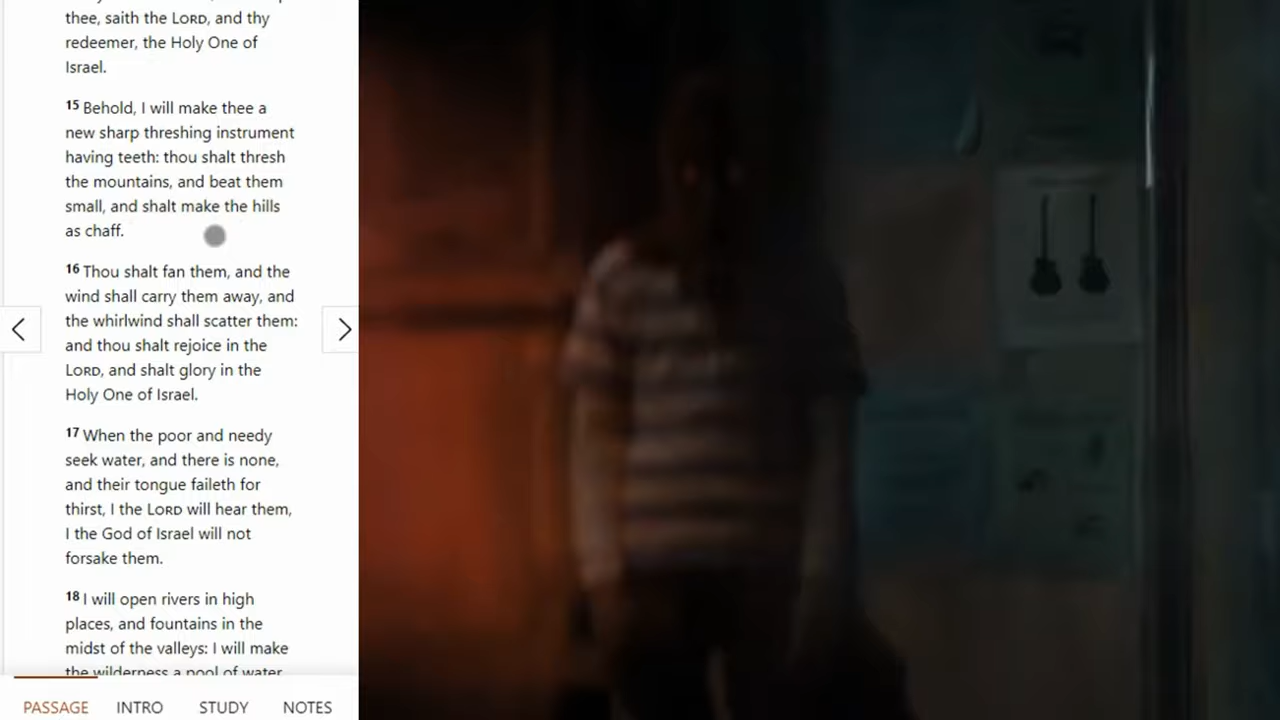 thee, saith the LORD, and thy
redeemer, the Holy One of
Israel.
15 Behold, I will make thee a
new sharp threshing instrument
having teeth: thou shalt thresh
the mountains, and beat them
small, and shalt make the hills
as chaff.
16 Thou shalt fan them, and the
wind shall carry them away, and
the whirlwind shall scatter them:
and thou shalt rejoice in the
LORD, and shalt glory in the
Holy One of Israel.
17 When the poor and needy
seek water, and there is none,
and their tongue faileth for
thirst, I the LORD will hear them,
I the God of Israel will not
forsake them.
18 I will open rivers in high
places, and fountains in the
midst of the valleys: I will make
the wilderness a pool of water
PASSAGE INTRO STUDY NOTES